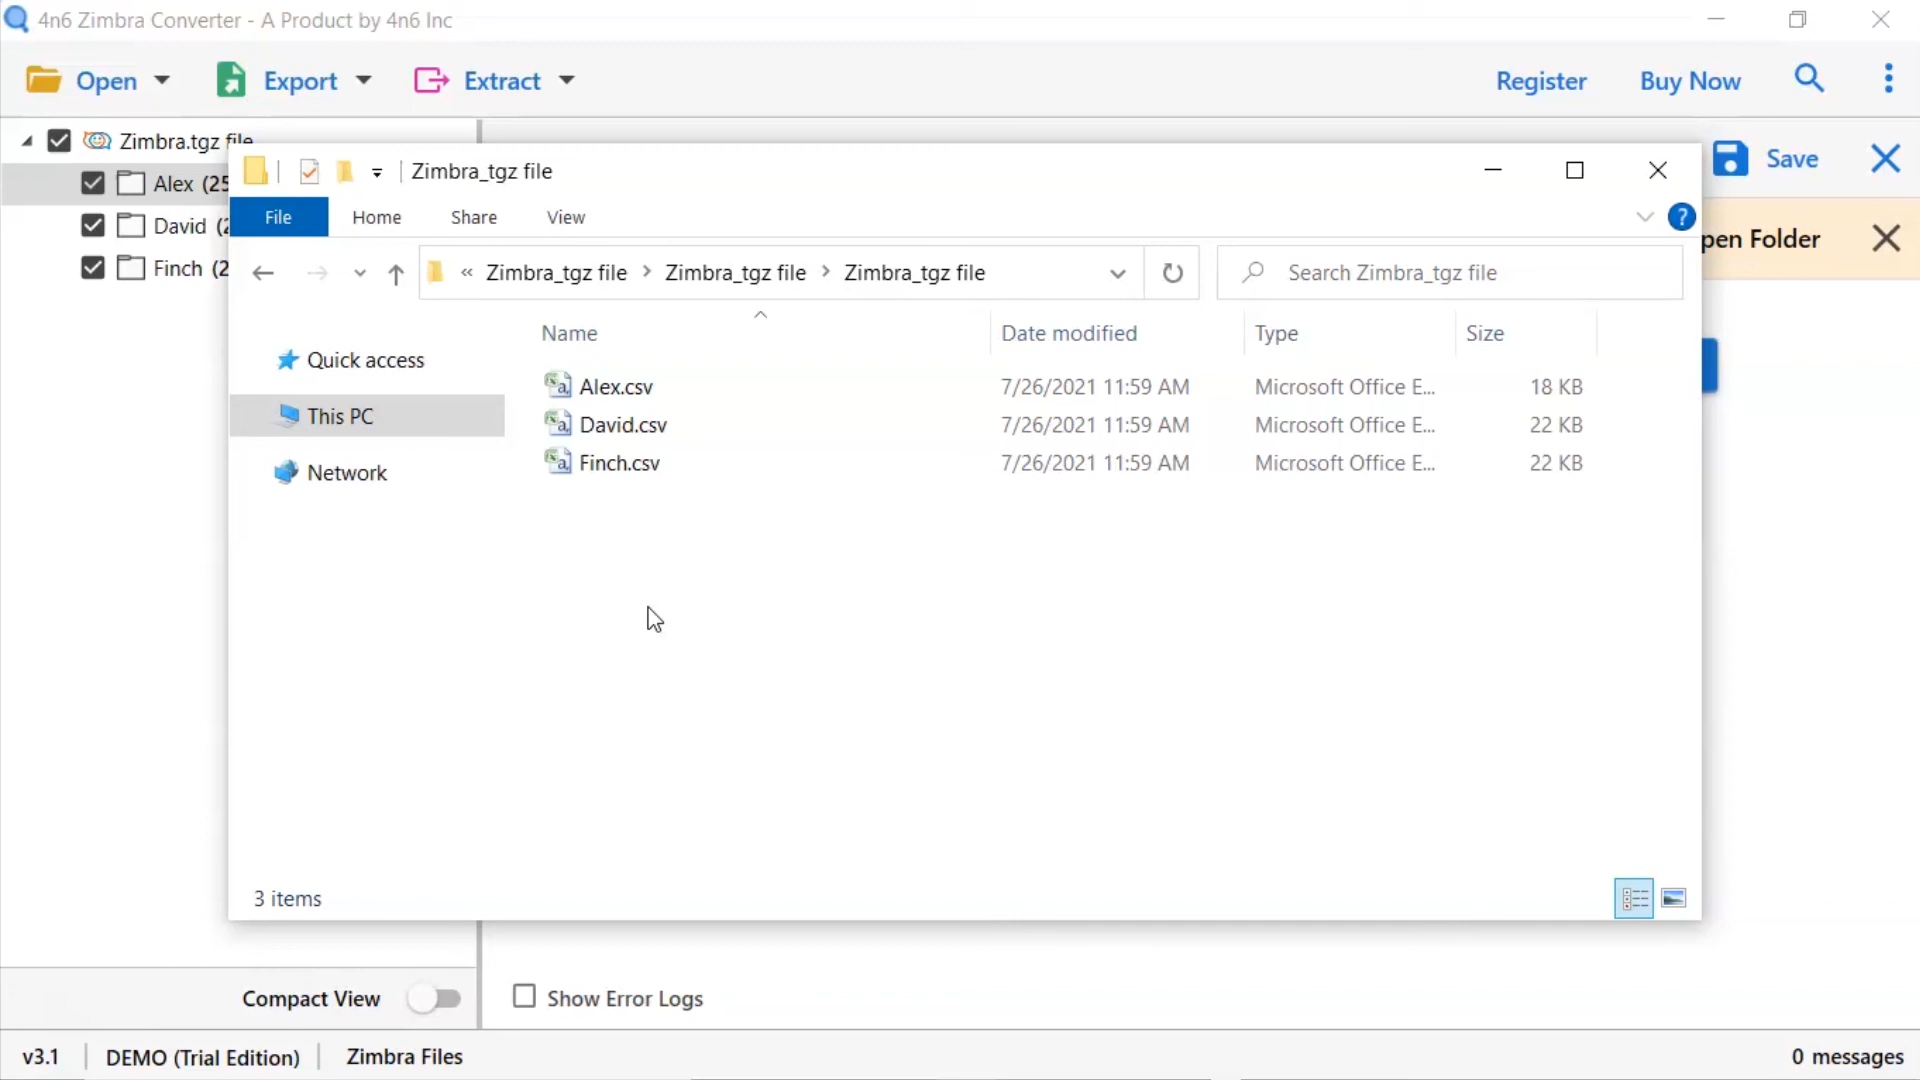 4n6 Zimbra Converter - A Product by 4n6 Inc
Open Export Extract Register Buy Now
Zimbra.tgz file
Alex (25
David (2
Finch (2
Save
pen Folder
Zimbra_tgz file
File Home Share View ?
« Zimbra_tgz file > Zimbra_tgz file > Zimbra_tgz file Search Zimbra_tgz file
Quick access
This PC
Network
Name Date modified Type Size
Alex.csv 7/26/2021 11:59 AM Microsoft Office E... 18 KB
David.csv 7/26/2021 11:59 AM Microsoft Office E... 22 KB
Finch.csv 7/26/2021 11:59 AM Microsoft Office E... 22 KB
3 items
Compact View Show Error Logs
v3.1 DEMO (Trial Edition) Zimbra Files 0 messages